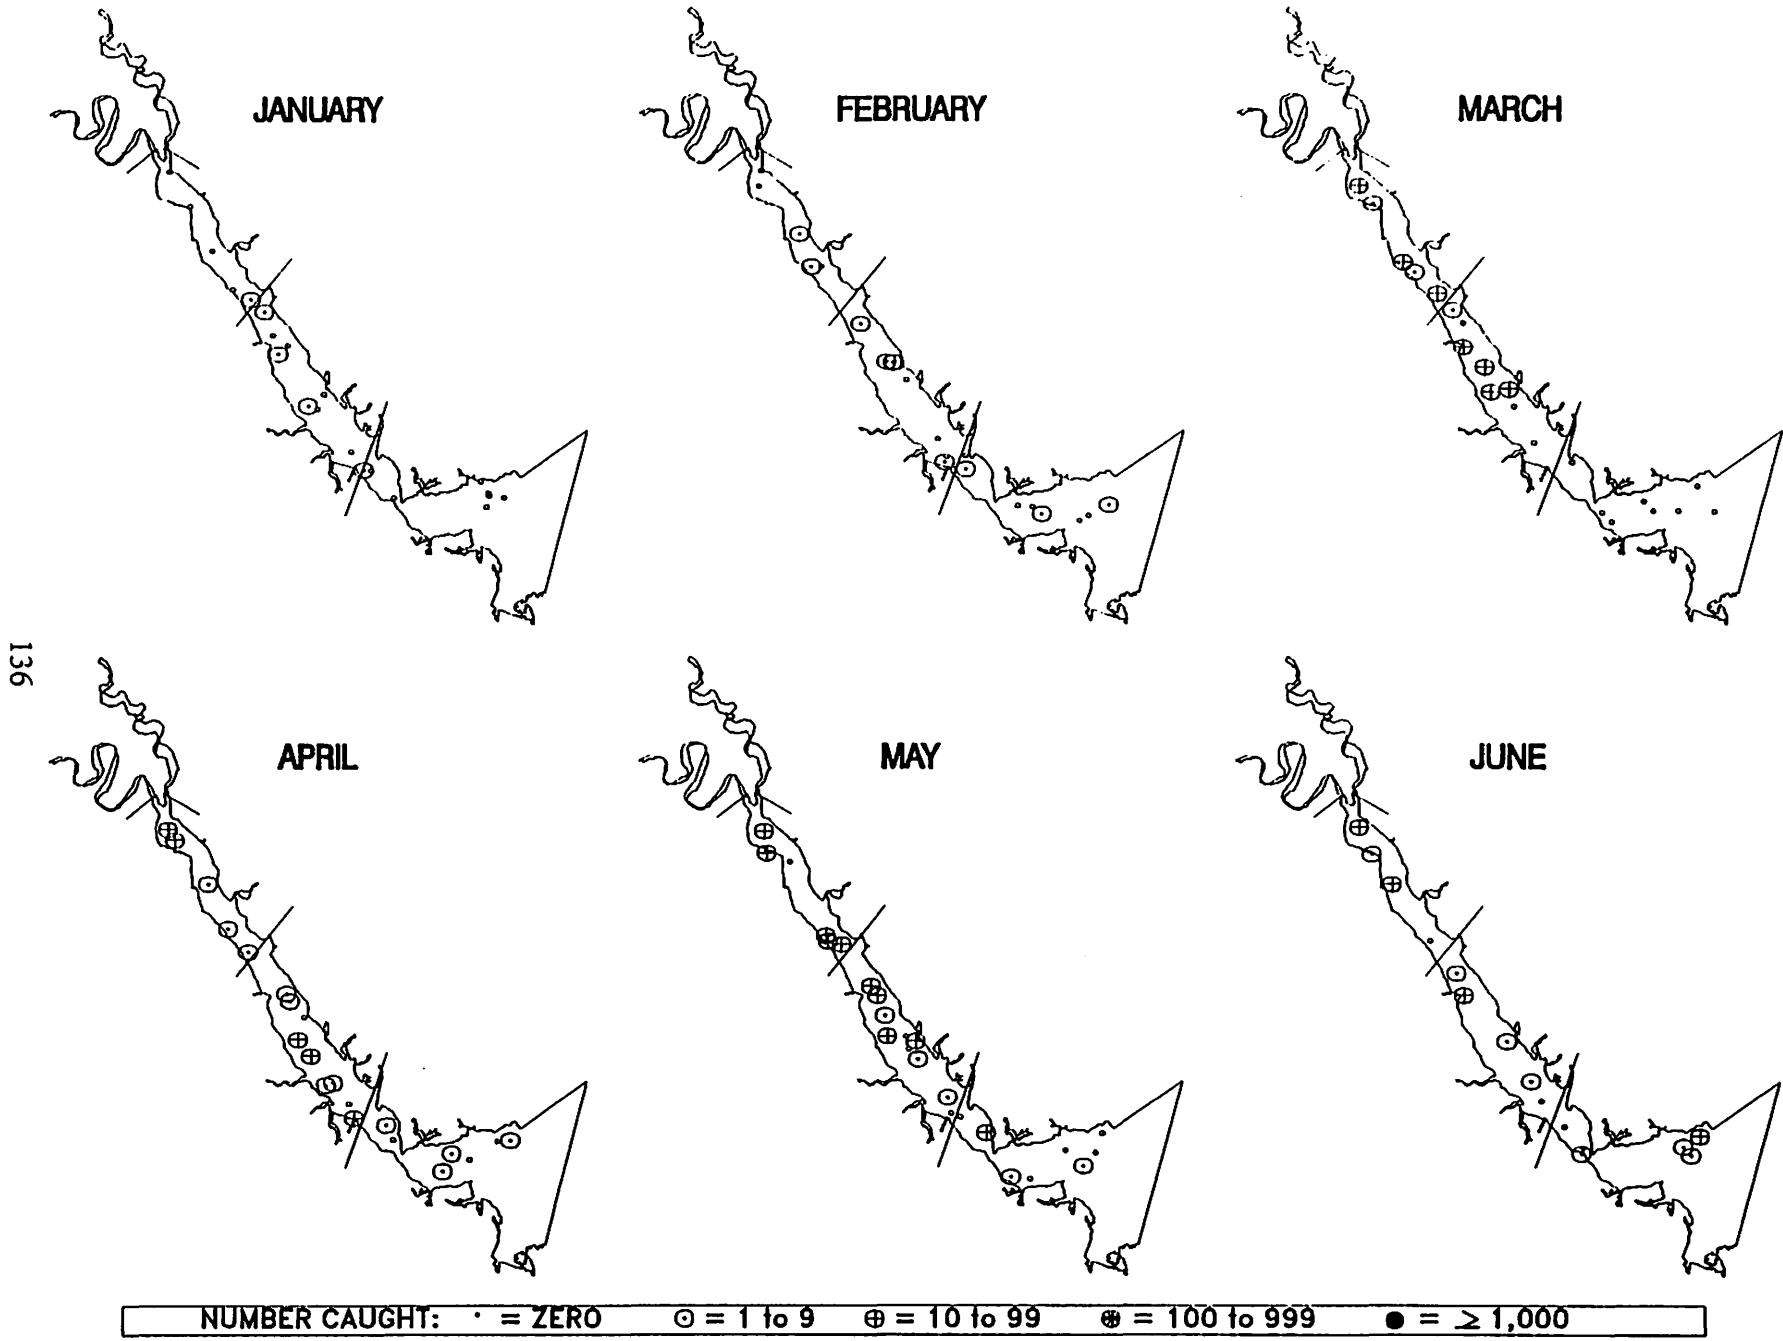 JANUARY
FEBRUARY
MARCH
136
APRIL
MAY
JUNE
NUMBER CAUGHT: · = ZERO ⊙ = 1 to 9 ⊕ = 10 to 99 ⊛ = 100 to 999 ● = ≥ 1,000